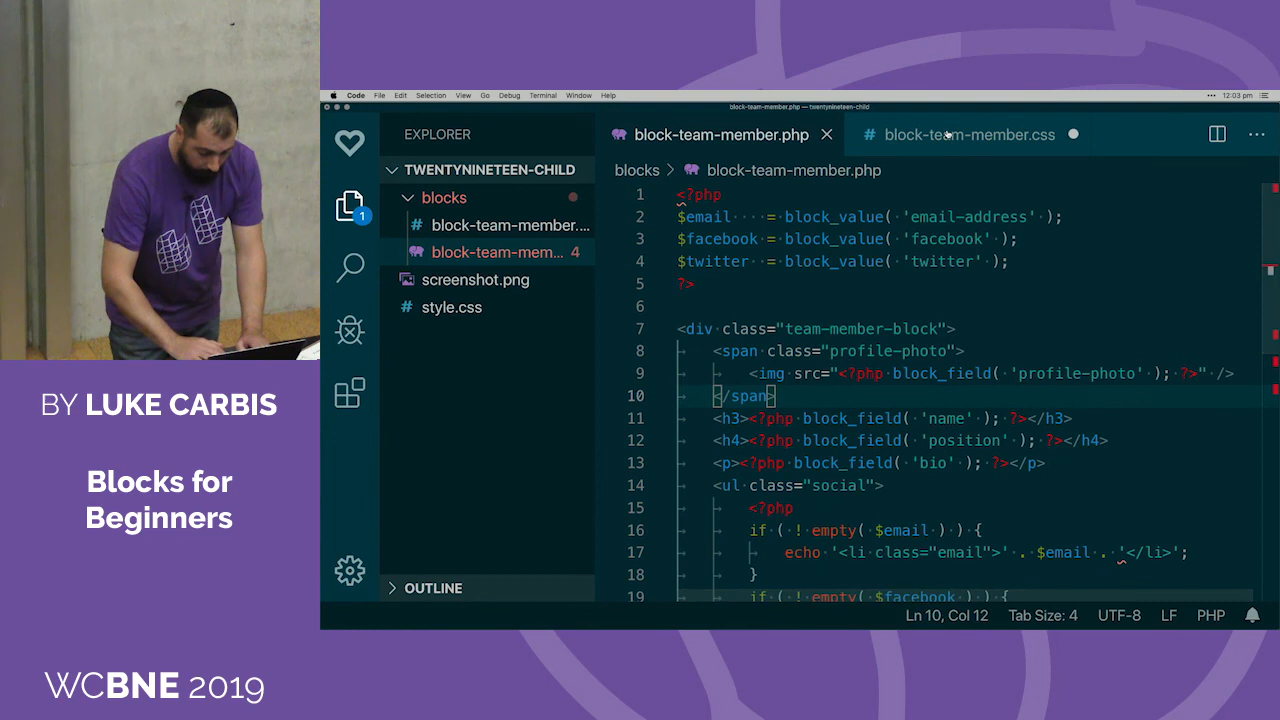 BY LUKE CARBIS
Blocks for
Beginners
WCBNE 2019
Code File Edit Selection View Go Debug Terminal Window Help
12:03 pm
block-team-member.php — twentynineteen-child
EXPLORER
TWENTYNINETEEN-CHILD
blocks
# block-team-member....
block-team-mem... 4
screenshot.png
# style.css
OUTLINE
1
block-team-member.php
# block-team-member.css
blocks > block-team-member.php
1 <?php
2 $email···· = block_value( 'email-address' );
3 $facebook = block_value( 'facebook' );
4 $twitter ·· = block_value( 'twitter' );
5 ?>
6
7 <div class="team-member-block">
8 <span class="profile-photo">
9 <img src="<?php block_field( 'profile-photo' ); ?>" />
10 </span>
11 <h3><?php block_field( 'name' ); ?></h3>
12 <h4><?php block_field( 'position' ); ?></h4>
13 <p><?php block_field( 'bio' ); ?></p>
14 <ul class="social">
15 <?php
16 if ( ! empty( $email ) ) {
17 echo '<li class="email">' . $email . '</li>';
18 }
19 if ( ! empty( $facebook ) ) {
Ln 10, Col 12 Tab Size: 4 UTF-8 LF PHP